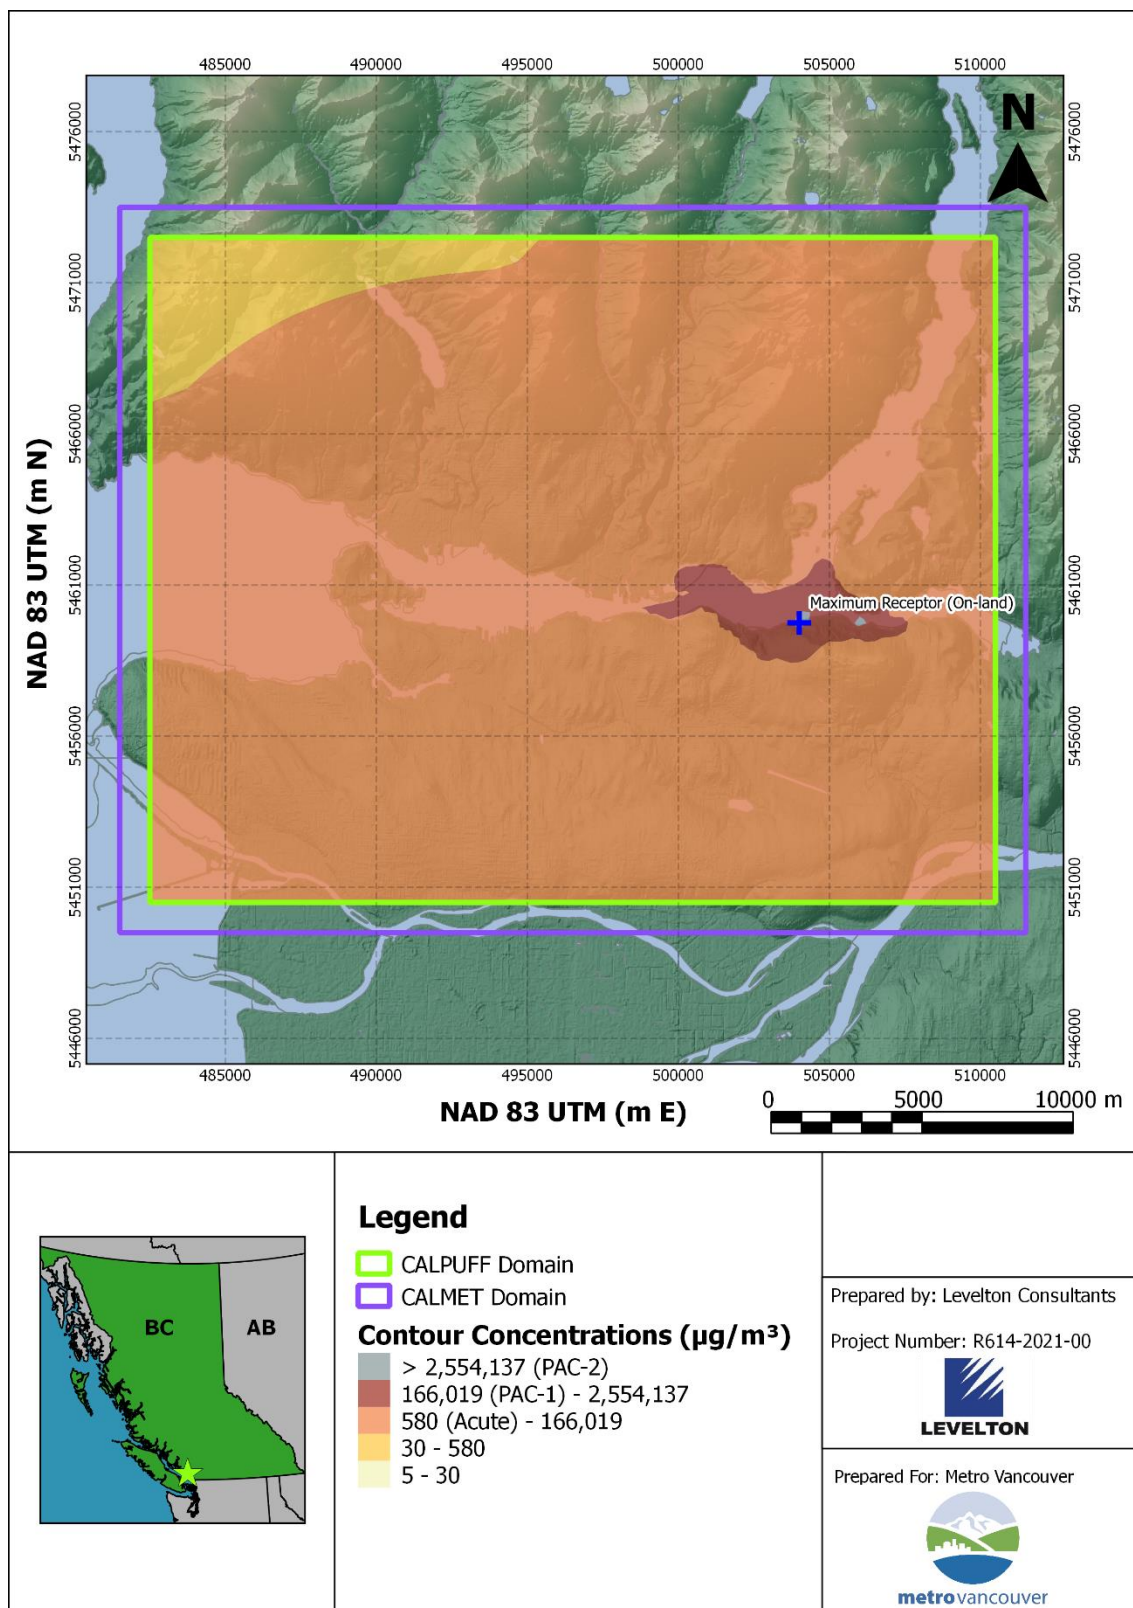 485000 490000 495000 500000 505000 510000
N
5476000 5476000
5471000 5471000
5466000 5466000
5461000 5461000
Maximum Receptor (On-land)
NAD 83 UTM (m N)
5456000 5456000
5451000 5451000
5446000 5446000
485000 490000 495000 500000 505000 510000
NAD 83 UTM (m E)
0 5000 10000 m
BC AB
Legend
CALPUFF Domain
CALMET Domain
Contour Concentrations (µg/m³)
> 2,554,137 (PAC-2)
166,019 (PAC-1) - 2,554,137
580 (Acute) - 166,019
30 - 580
5 - 30
Prepared by: Levelton Consultants
Project Number: R614-2021-00
LEVELTON
Prepared For: Metro Vancouver
metrovancouver